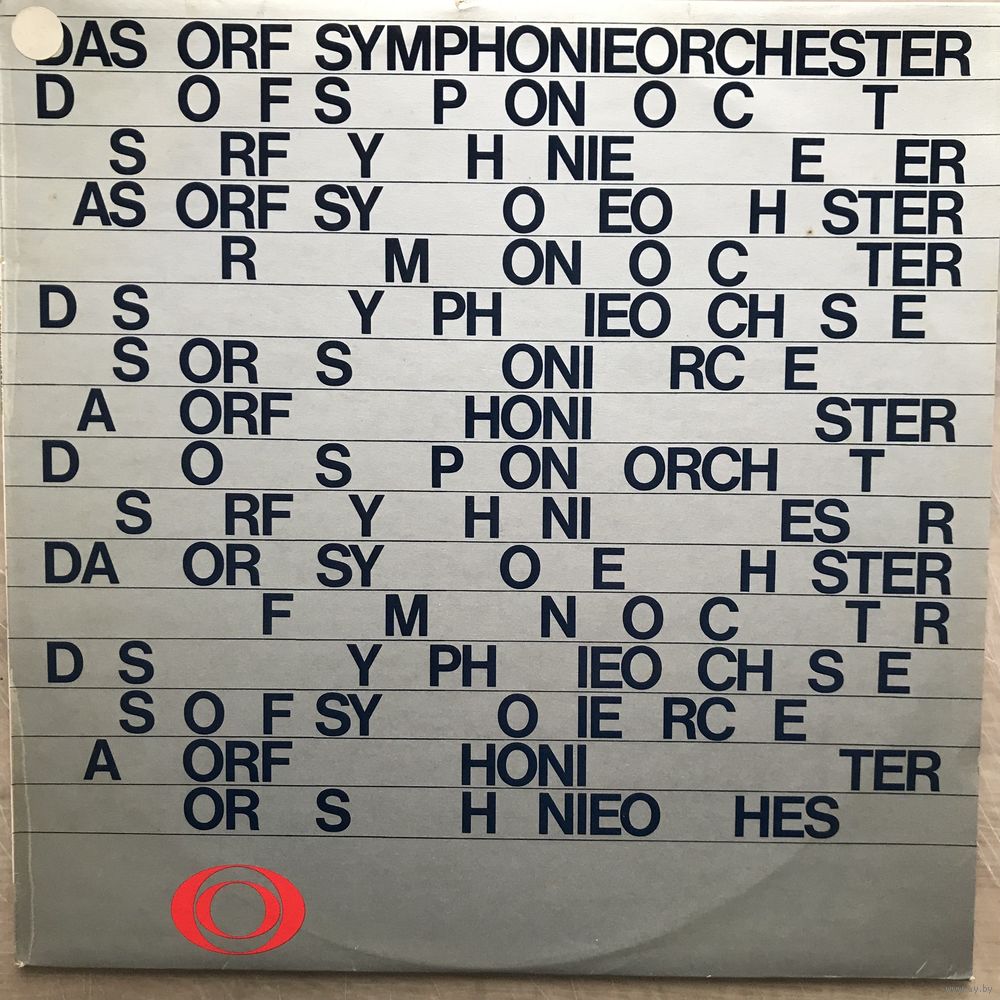 DAS ORF SYMPHONIEORCHESTER
D O F S P ON O C T
S RF Y H NIE E ER
AS ORF SY O EO H STER
R M ON O C TER
D S Y PH IEO CH S E
S OR S ONI RC E
A ORF HONI STER
D O S P ON ORCH T
S RF Y H NI ES R
DA OR SY O E H STER
F M N O C T R
D S Y PH IEO CH S E
S O F SY O IE RC E
A ORF HONI TER
OR S H NIEO HES